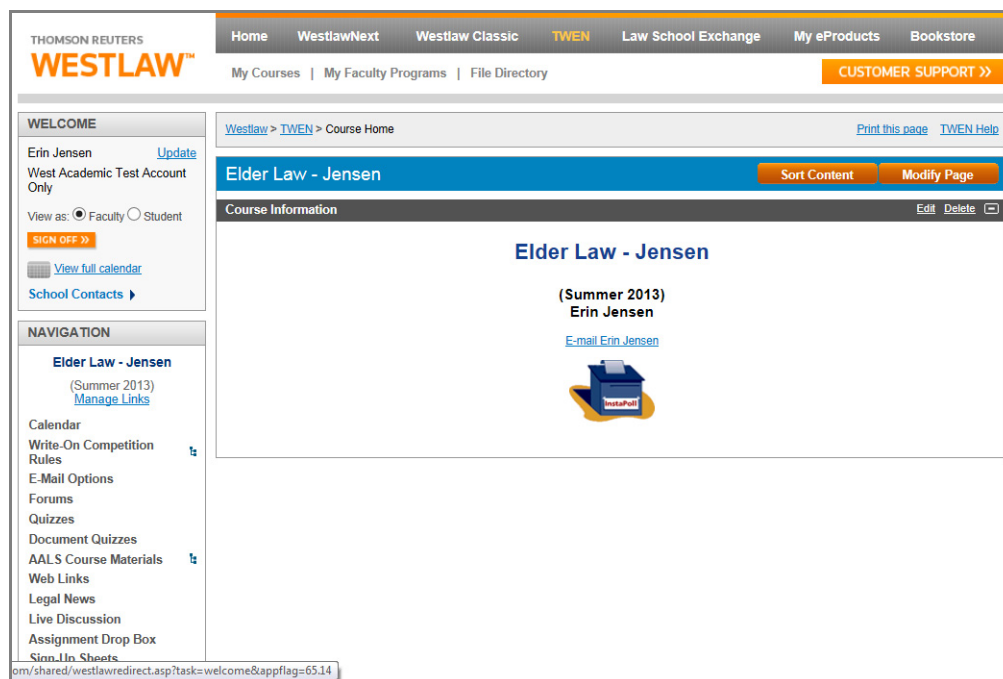 THOMSON REUTERS
WESTLAW™
Home WestlawNext Westlaw Classic TWEN Law School Exchange My eProducts Bookstore
My Courses | My Faculty Programs | File Directory
CUSTOMER SUPPORT >>
WELCOME
Erin Jensen Update
West Academic Test Account
Only
View as: Faculty Student
SIGN OFF >>
View full calendar
School Contacts
NAVIGATION
Elder Law - Jensen
(Summer 2013)
Manage Links
Calendar
Write-On Competition
Rules
E-Mail Options
Forums
Quizzes
Document Quizzes
AALS Course Materials
Web Links
Legal News
Live Discussion
Assignment Drop Box
Sign-Up Sheets
om/shared/westlawredirect.asp?task=welcome&appflag=65.14
Westlaw > TWEN > Course Home
Print this page TWEN Help
Elder Law - Jensen
Sort Content Modify Page
Course Information
Edit Delete
Elder Law - Jensen
(Summer 2013)
Erin Jensen
E-mail Erin Jensen
InstaPoll